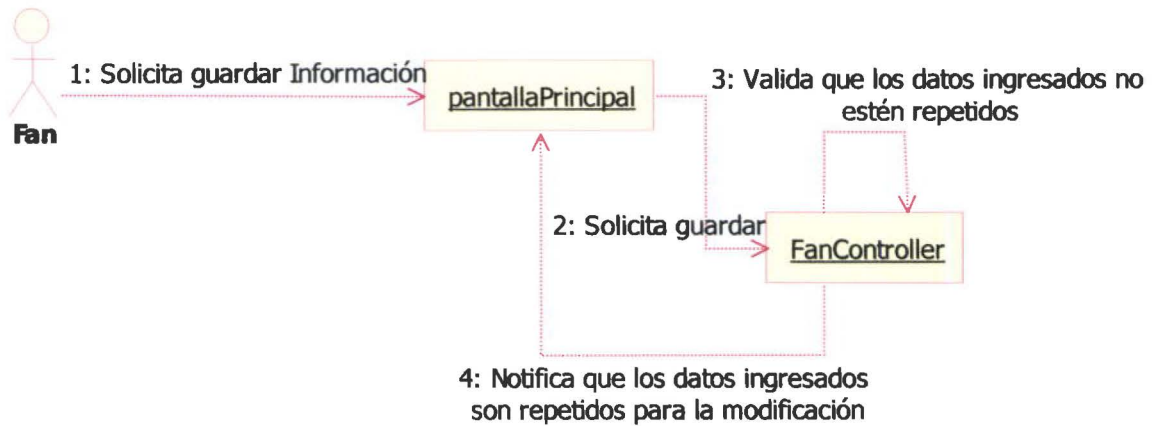 1: Solicita guardar Información
Fan
pantallaPrincipal
3: Valida que los datos ingresados no
estén repetidos
2: Solicita guardar
FanController
4: Notifica que los datos ingresados
son repetidos para la modificación